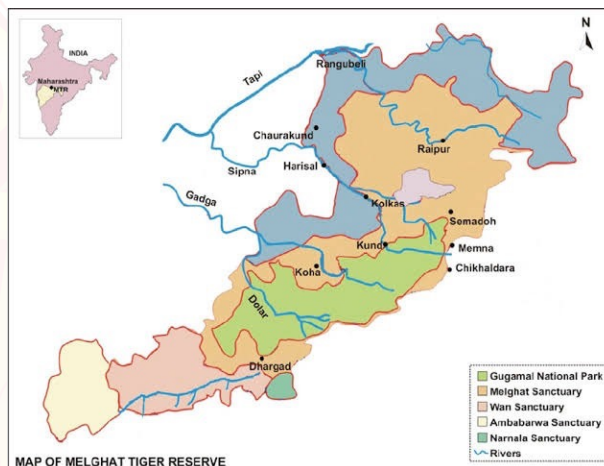 INDIA
Maharashtra
MTR
N
Tapi
Rangubeli
Chaurakund
Raipur
Sipna
Harisal
Gadga
Kolkas
Semadoh
Kund
Memna
Koha
Chikhaldara
Dolar
Dhargad
Gugamal National Park
Melghat Sanctuary
Wan Sanctuary
Ambabarwa Sanctuary
Narnala Sanctuary
Rivers
MAP OF MELGHAT TIGER RESERVE